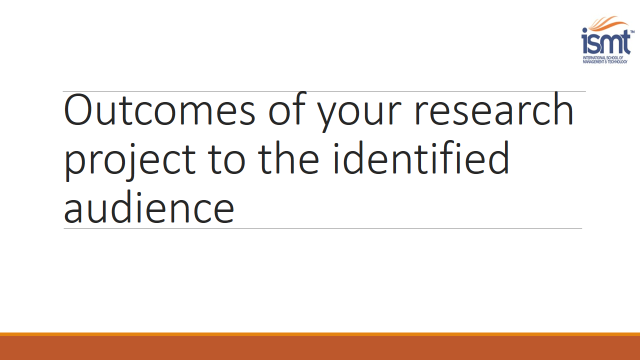 ismt
INTERNATIONAL SCHOOL OF
MANAGEMENT & TECHNOLOGY
Outcomes of your research
project to the identified
audience